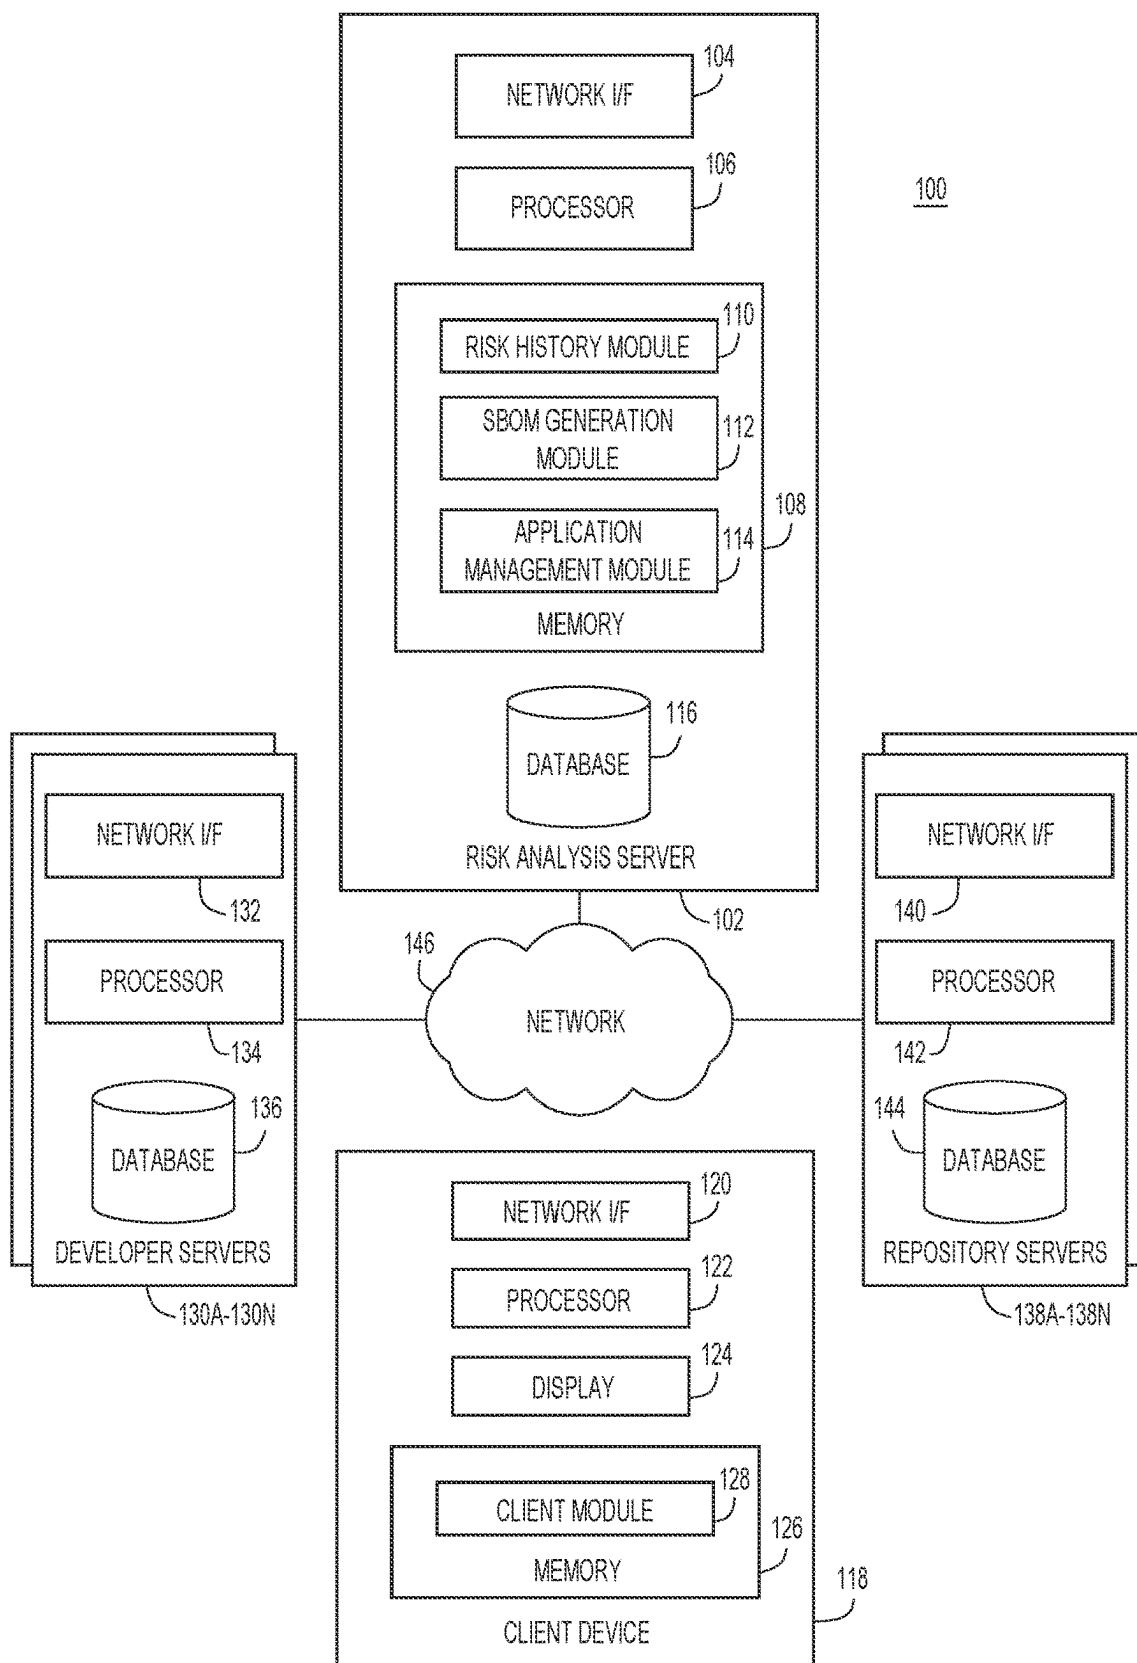 104
NETWORK I/F
106
PROCESSOR
100
110
RISK HISTORY MODULE
SBOM GENERATION
MODULE
112
108
APPLICATION
MANAGEMENT MODULE
114
MEMORY
116
DATABASE
RISK ANALYSIS SERVER
102
NETWORK I/F
132
PROCESSOR
134
136
DATABASE
DEVELOPER SERVERS
130A-130N
146
NETWORK
NETWORK I/F
140
PROCESSOR
142
144
DATABASE
REPOSITORY SERVERS
138A-138N
120
NETWORK I/F
122
PROCESSOR
124
DISPLAY
128
CLIENT MODULE
126
MEMORY
118
CLIENT DEVICE